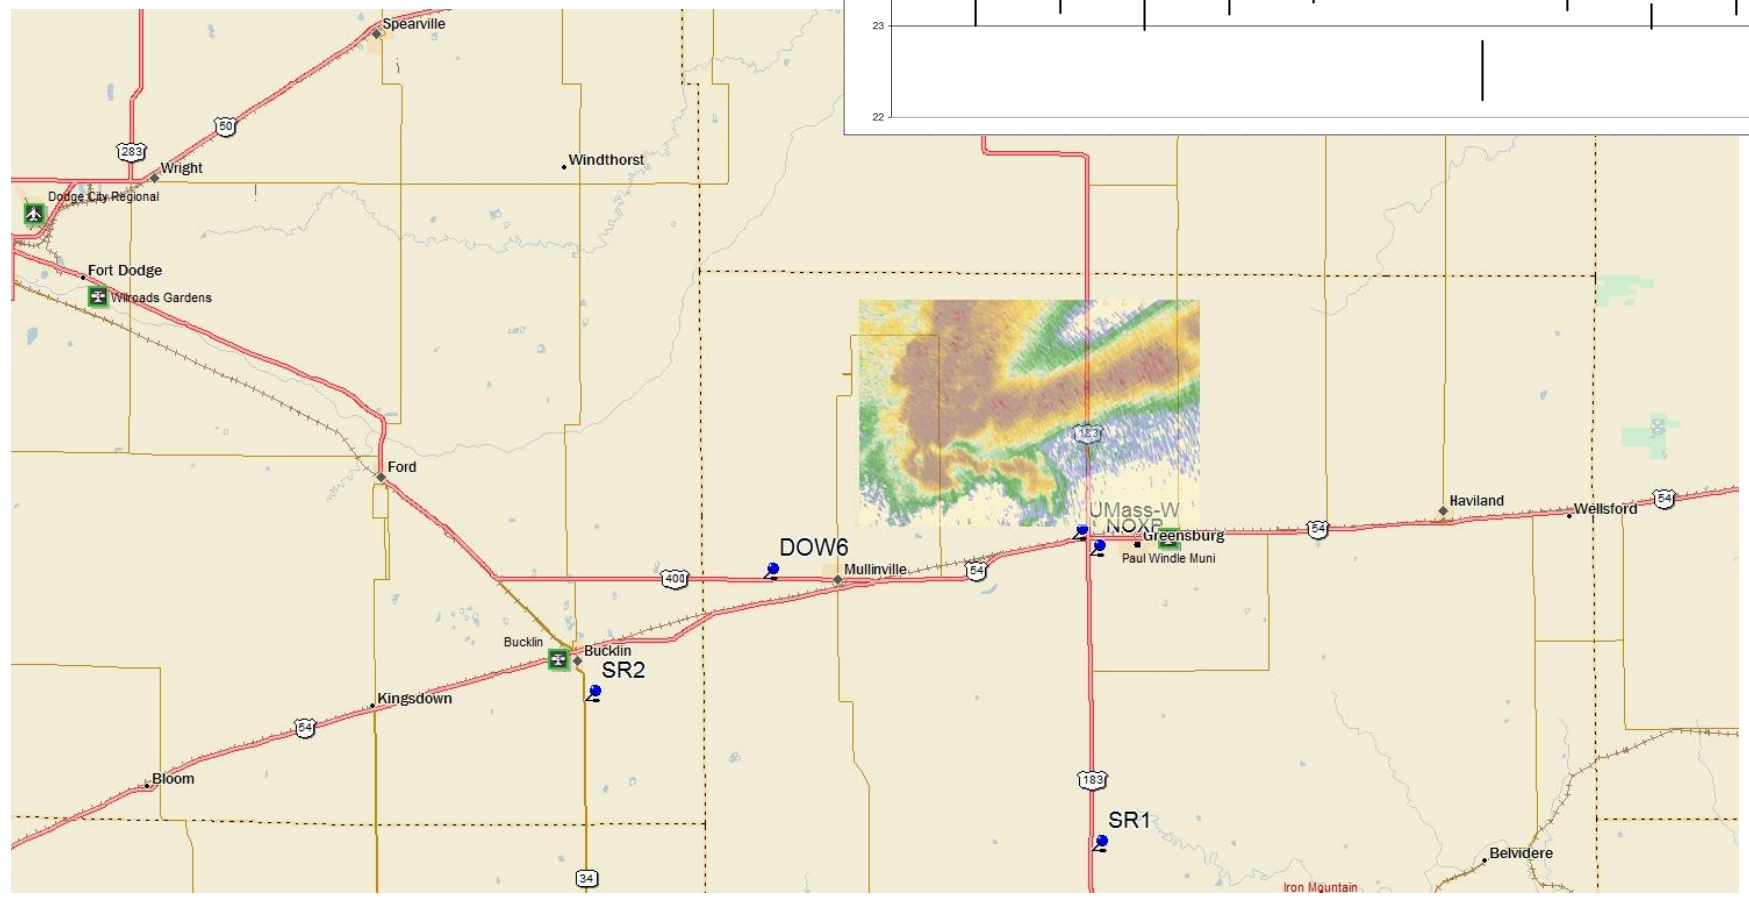 Spearville
23
22
50
283
Wright
Windthorst
Dodge City Regional
Fort Dodge
Wilroads Gardens
183
Ford
Haviland
Wellsford
54
UMass-W
NOXP
Greensburg
54
Paul Windle Muni
DOW6
Mullinville
54
400
Bucklin
Bucklin
SR2
Kingsdown
54
Bloom
183
SR1
Belvidere
34
Iron Mountain